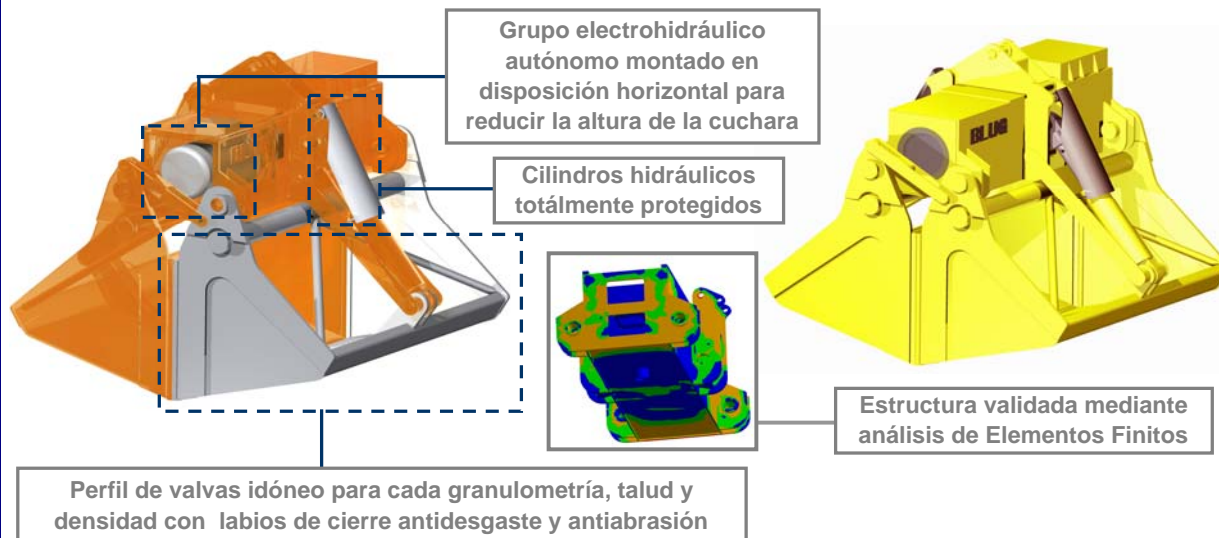 Grupo electrohidráulico
autónomo montado en
disposición horizontal para
reducir la altura de la cuchara
Cilindros hidráulicos
totálmente protegidos
BLUG
Estructura validada mediante
análisis de Elementos Finitos
Perfil de valvas idóneo para cada granulometría, talud y
densidad con labios de cierre antidesgaste y antiabrasión